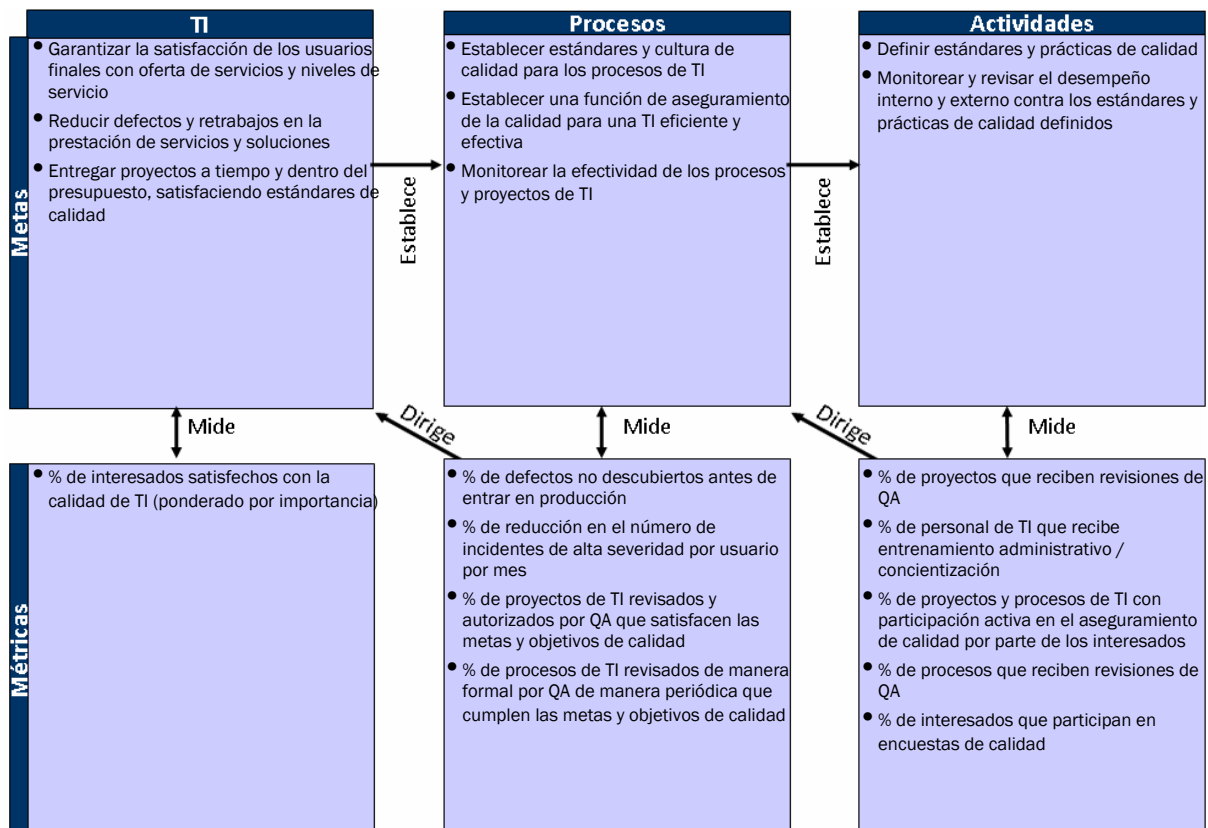 TI
Procesos
Actividades
Metas
• Garantizar la satisfacción de los usuarios
finales con oferta de servicios y niveles de
servicio
• Reducir defectos y retrabajos en la
prestación de servicios y soluciones
• Entregar proyectos a tiempo y dentro del
presupuesto, satisfaciendo estándares de
calidad
Establece
• Establecer estándares y cultura de
calidad para los procesos de TI
• Establecer una función de aseguramiento
de la calidad para una TI eficiente y
efectiva
• Monitorear la efectividad de los procesos
y proyectos de TI
Establece
• Definir estándares y prácticas de calidad
• Monitorear y revisar el desempeño
interno y externo contra los estándares y
prácticas de calidad definidos
Mide
Dirige
Mide
Dirige
Mide
Métricas
• % de interesados satisfechos con la
calidad de TI (ponderado por importancia)
• % de defectos no descubiertos antes de
entrar en producción
• % de reducción en el número de
incidentes de alta severidad por usuario
por mes
• % de proyectos de TI revisados y
autorizados por QA que satisfacen las
metas y objetivos de calidad
• % de procesos de TI revisados de manera
formal por QA de manera periódica que
cumplen las metas y objetivos de calidad
• % de proyectos que reciben revisiones de
QA
• % de personal de TI que recibe
entrenamiento administrativo /
concientización
• % de proyectos y procesos de TI con
participación activa en el aseguramiento
de calidad por parte de los interesados
• % de procesos que reciben revisiones de
QA
• % de interesados que participan en
encuestas de calidad